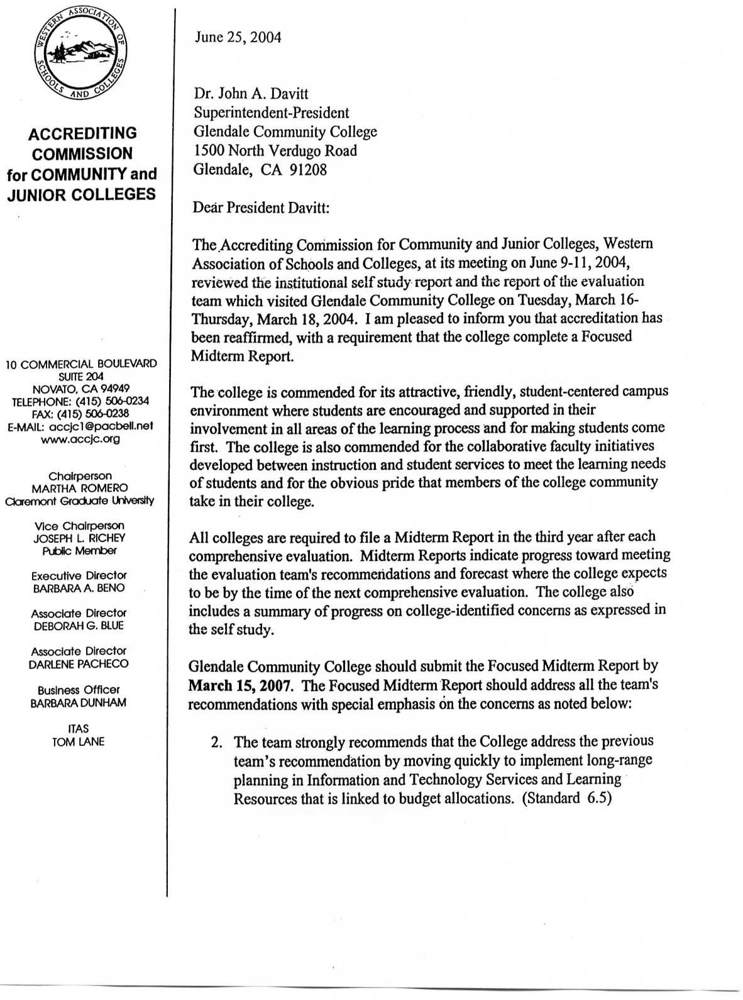 WESTERN ASSOCIATION OF
SCHOOLS AND COLLEGES
ACCREDITING
COMMISSION
for COMMUNITY and
JUNIOR COLLEGES
10 COMMERCIAL BOULEVARD
SUITE 204
NOVATO, CA 94949
TELEPHONE: (415) 506-0234
FAX: (415) 506-0238
E-MAIL: accjc1@pacbell.net
www.accjc.org
Chairperson
MARTHA ROMERO
Claremont Graduate University
Vice Chairperson
JOSEPH L. RICHEY
Public Member
Executive Director
BARBARA A. BENO
Associate Director
DEBORAH G. BLUE
Associate Director
DARLENE PACHECO
Business Officer
BARBARA DUNHAM
ITAS
TOM LANE
June 25, 2004
Dr. John A. Davitt
Superintendent-President
Glendale Community College
1500 North Verdugo Road
Glendale, CA 91208
Dear President Davitt:
The Accrediting Commission for Community and Junior Colleges, Western
Association of Schools and Colleges, at its meeting on June 9-11, 2004,
reviewed the institutional self study report and the report of the evaluation
team which visited Glendale Community College on Tuesday, March 16-
Thursday, March 18, 2004. I am pleased to inform you that accreditation has
been reaffirmed, with a requirement that the college complete a Focused
Midterm Report.
The college is commended for its attractive, friendly, student-centered campus
environment where students are encouraged and supported in their
involvement in all areas of the learning process and for making students come
first. The college is also commended for the collaborative faculty initiatives
developed between instruction and student services to meet the learning needs
of students and for the obvious pride that members of the college community
take in their college.
All colleges are required to file a Midterm Report in the third year after each
comprehensive evaluation. Midterm Reports indicate progress toward meeting
the evaluation team's recommendations and forecast where the college expects
to be by the time of the next comprehensive evaluation. The college also
includes a summary of progress on college-identified concerns as expressed in
the self study.
Glendale Community College should submit the Focused Midterm Report by
March 15, 2007. The Focused Midterm Report should address all the team's
recommendations with special emphasis on the concerns as noted below:
2. The team strongly recommends that the College address the previous
team's recommendation by moving quickly to implement long-range
planning in Information and Technology Services and Learning
Resources that is linked to budget allocations. (Standard 6.5)